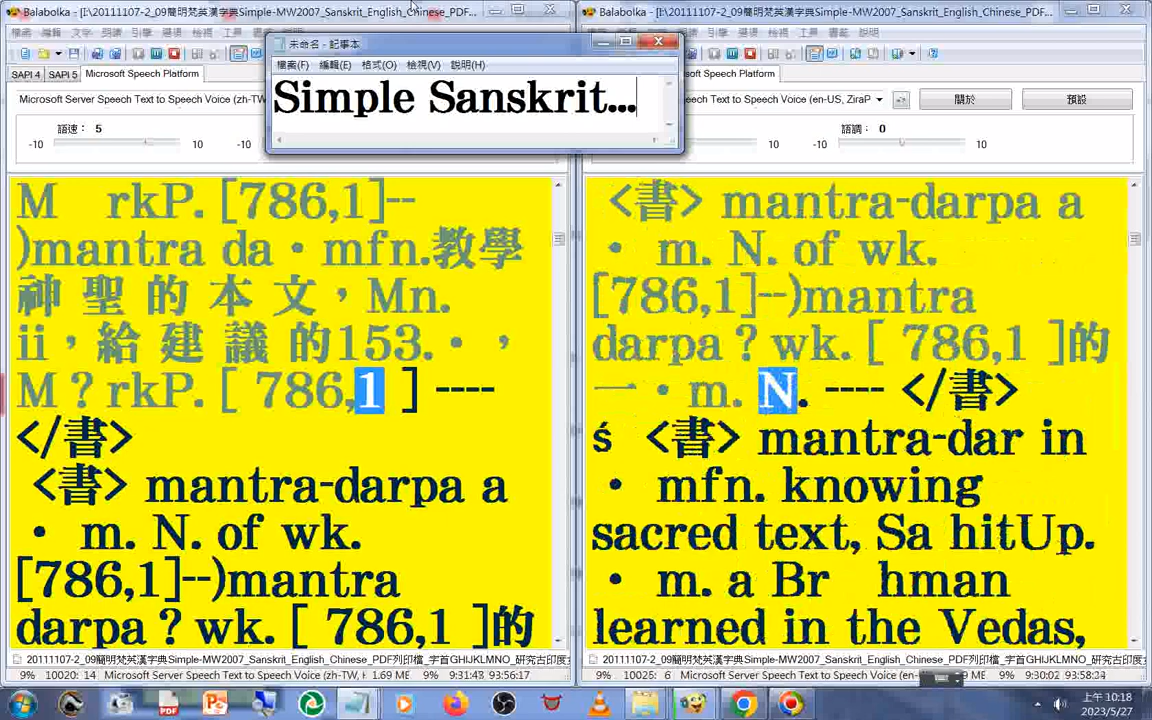 Balabolka - [I:\20111107-2_09簡明梵英漢字典Simple-MW2007_Sanskrit_English_Chinese_PDF...
Balabolka - [I:\20111107-2_09簡明梵英漢字典Simple-MW2007_Sanskrit_English_Chinese_PDF...
未命名 - 記事本
檔案(F) 編輯(E) 格式(O) 檢視(V) 說明(H)
Simple Sanskrit...
SAPI 4 SAPI 5 Microsoft Speech Platform
Speech Platform
Microsoft Server Speech Text to Speech Voice (zh-TW,
eech Text to Speech Voice (en-US, ZiraP
關於
預設
語速： 5
語調： 0
-10 10 -10
10 -10 10
M rkP. [786,1]--
)mantra da • mfn.教學
神 聖 的 本 文，Mn.
ii，給 建 議 的153.•，
M？rkP. [ 786,1 ] ----
</書>
<書> mantra-darpa a
• m. N. of wk.
[786,1]--)mantra
darpa？wk. [ 786,1 ]的
<書> mantra-darpa a
• m. N. of wk.
[786,1]--)mantra
darpa？wk. [ 786,1 ]的
一•m. N. ---- </書>
ś <書> mantra-dar in
• mfn. knowing
sacred text, Sa hitUp.
• m. a Br hman
learned in the Vedas,
20111107-2_09簡明梵英漢字典Simple-MW2007_Sanskrit_English_Chinese_PDF列印檔_字首GHIJKLMNO_研究古印度
20111107-2_09簡明梵英漢字典Simple-MW2007_Sanskrit_English_Chinese_PDF列印檔_字首GHIJKLMNO_研究古印度
9% 10020: 14 Microsoft Server Speech Text to Speech Voice (zh-TW, 1.69 ME 9% 9:31:43 93:56:17
9% 10025: 6 Microsoft Server Speech Text to Speech Voice 1.69 ME 9% 9:30:02 93:58:34
上午 10:18
2023/5/27